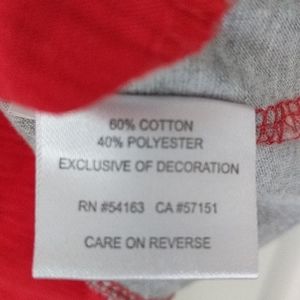 60% COTTON
40% POLYESTER
EXCLUSIVE OF DECORATION
RN #54163 CA #57151
CARE ON REVERSE